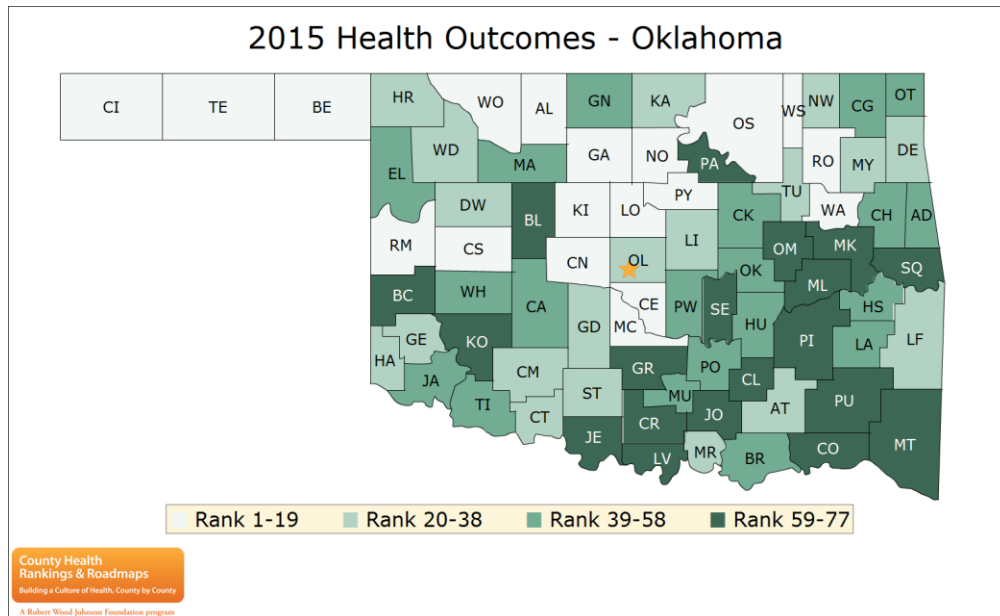 2015 Health Outcomes - Oklahoma
CI TE BE HR WO AL GN KA OS WS NW CG OT
WD MA GA NO PA RO MY DE
EL DW BL KI LO PY CK TU WA CH AD
RM CS CN OL LI OM MK SQ
BC WH CA CE MC PW SE OK ML HS
HA GE KO GD HU PI LA LF
JA CM GR PO CL
TI CT ST MU CR JO AT PU MT
JE LV MR BR CO
Rank 1-19 Rank 20-38 Rank 39-58 Rank 59-77
County Health
Rankings & Roadmaps
Building a Culture of Health, County by County
A Robert Wood Johnson Foundation program